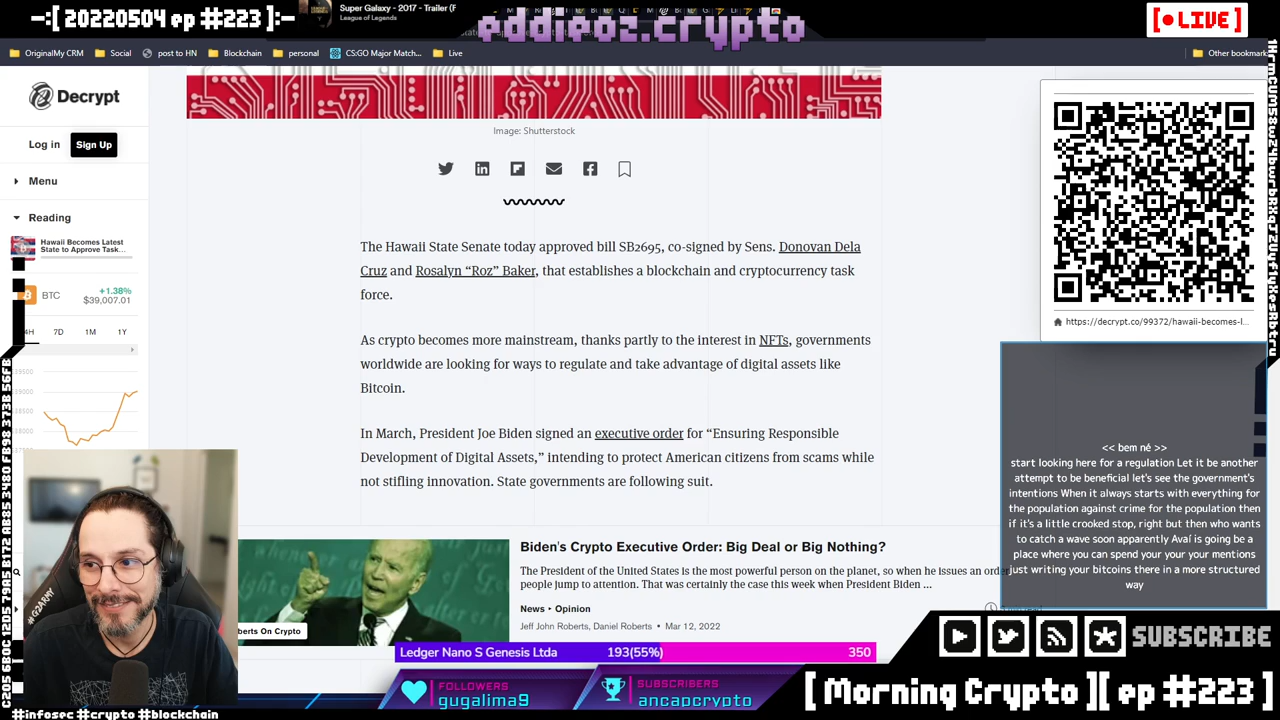 -:[ 20220504 ep #223 ]:-
Super Galaxy - 2017 - Trailer (F
League of Legends
eddieoz.crypto
[● LIVE]
OriginalMy CRM
Social
post to HN
Blockchain
personal
CS:GO Major Match...
Live
Other bookmark
Decrypt
Log in
Sign Up
Menu
Reading
Hawaii Becomes Latest
State to Approve Task...
BTC
+1.38%
$39,007.01
4H
7D
1M
1Y
Image: Shutterstock
The Hawaii State Senate today approved bill SB2695, co-signed by Sens. Donovan Dela
Cruz and Rosalyn “Roz” Baker, that establishes a blockchain and cryptocurrency task
force.
As crypto becomes more mainstream, thanks partly to the interest in NFTs, governments
worldwide are looking for ways to regulate and take advantage of digital assets like
Bitcoin.
In March, President Joe Biden signed an executive order for “Ensuring Responsible
Development of Digital Assets,” intending to protect American citizens from scams while
not stifling innovation. State governments are following suit.
Biden's Crypto Executive Order: Big Deal or Big Nothing?
The President of the United States is the most powerful person on the planet, so when he issues an order
people jump to attention. That was certainly the case this week when President Biden ...
News • Opinion
Jeff John Roberts, Daniel Roberts • Mar 12, 2022
berts On Crypto
https://decrypt.co/99372/hawaii-becomes-l...
<< bem né >>
start looking here for a regulation Let it be another
attempt to be beneficial let's see the government's
intentions When it always starts with everything for
the population against crime for the population then
if it's a little crooked stop, right but then who wants
to catch a wave soon apparently Avaí is going be a
place where you can spend your your your mentions
just writing your bitcoins there in a more structured
way
Ledger Nano S Genesis Ltda
193(55%)
350
FOLLOWERS
gugalima9
SUBSCRIBERS
ancapcrypto
SUBSCRIBE
[ Morning Crypto ][ ep #223 ]
#infosec #crypto #blockchain